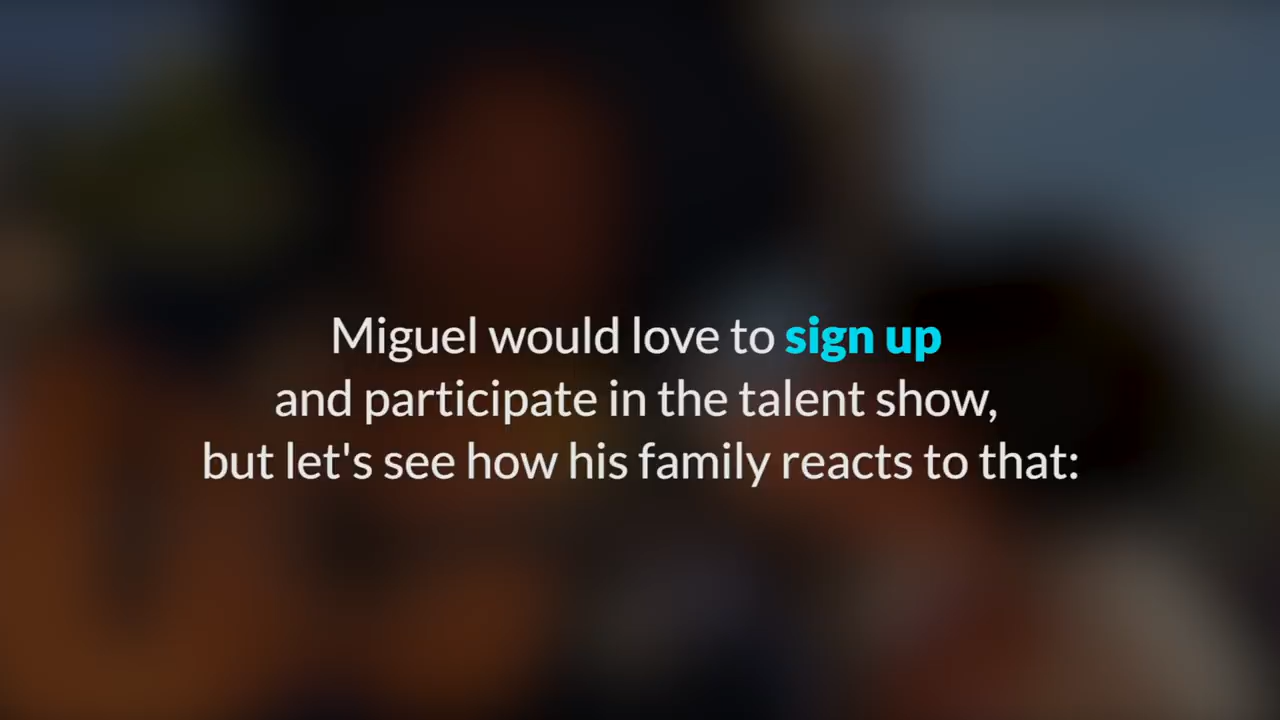 Miguel would love to sign up
and participate in the talent show,
but let's see how his family reacts to that: